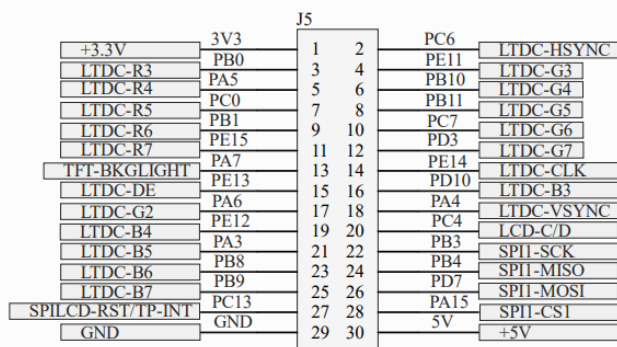 J5
+3.3V 3V3 1 2 PC6 LTDC-HSYNC
LTDC-R3 PB0 3 4 PE11 LTDC-G3
LTDC-R4 PA5 5 6 PB10 LTDC-G4
LTDC-R5 PC0 7 8 PB11 LTDC-G5
LTDC-R6 PB1 9 10 PC7 LTDC-G6
LTDC-R7 PE15 11 12 PD3 LTDC-G7
TFT-BKGLIGHT PA7 13 14 PE14 LTDC-CLK
LTDC-DE PE13 15 16 PD10 LTDC-B3
LTDC-G2 PA6 17 18 PA4 LTDC-VSYNC
LTDC-B4 PE12 19 20 PC4 LCD-C/D
LTDC-B5 PA3 21 22 PB3 SPI1-SCK
LTDC-B6 PB8 23 24 PB4 SPI1-MISO
LTDC-B7 PB9 25 26 PD7 SPI1-MOSI
SPILCD-RST/TP-INT PC13 27 28 PA15 SPI1-CS1
GND GND 29 30 5V +5V